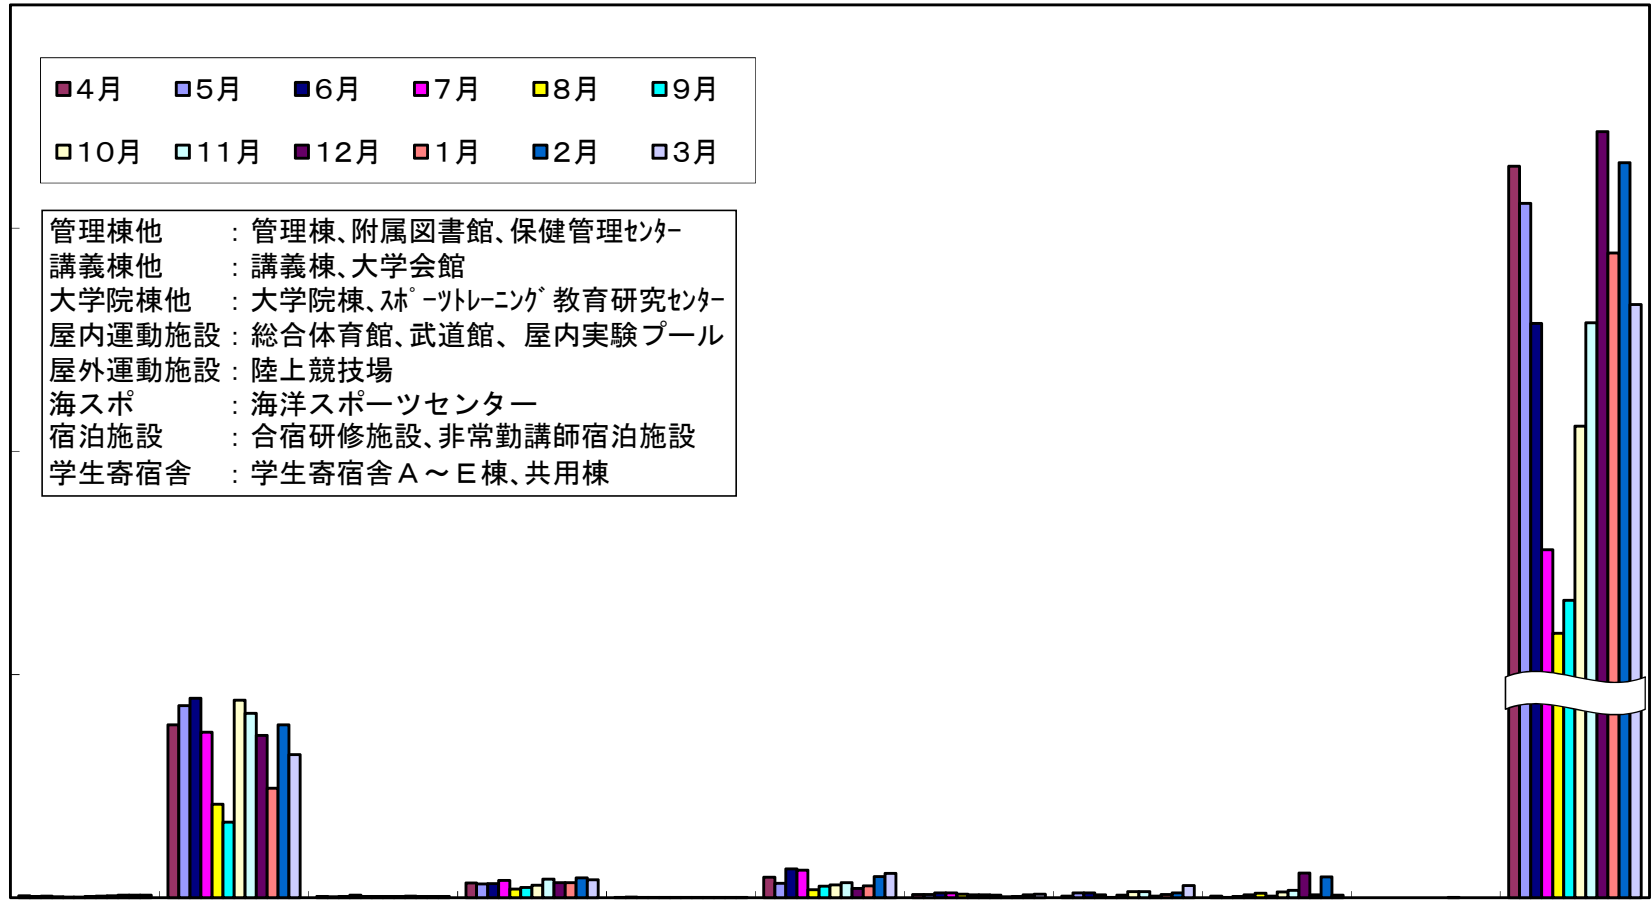 4月 5月 6月 7月 8月 9月
10月 11月 12月 1月 2月 3月
管理棟他 : 管理棟、附属図書館、保健管理ｾﾝﾀｰ
講義棟他 : 講義棟、大学会館
大学院棟他 : 大学院棟、ｽﾎﾟｰﾂﾄﾚｰﾆﾝｸﾞ教育研究ｾﾝﾀｰ
屋内運動施設 : 総合体育館、武道館、屋内実験プール
屋外運動施設 : 陸上競技場
海スポ : 海洋スポーツセンター
宿泊施設 : 合宿研修施設、非常勤講師宿泊施設
学生寄宿舎 : 学生寄宿舎Ａ～Ｅ棟、共用棟